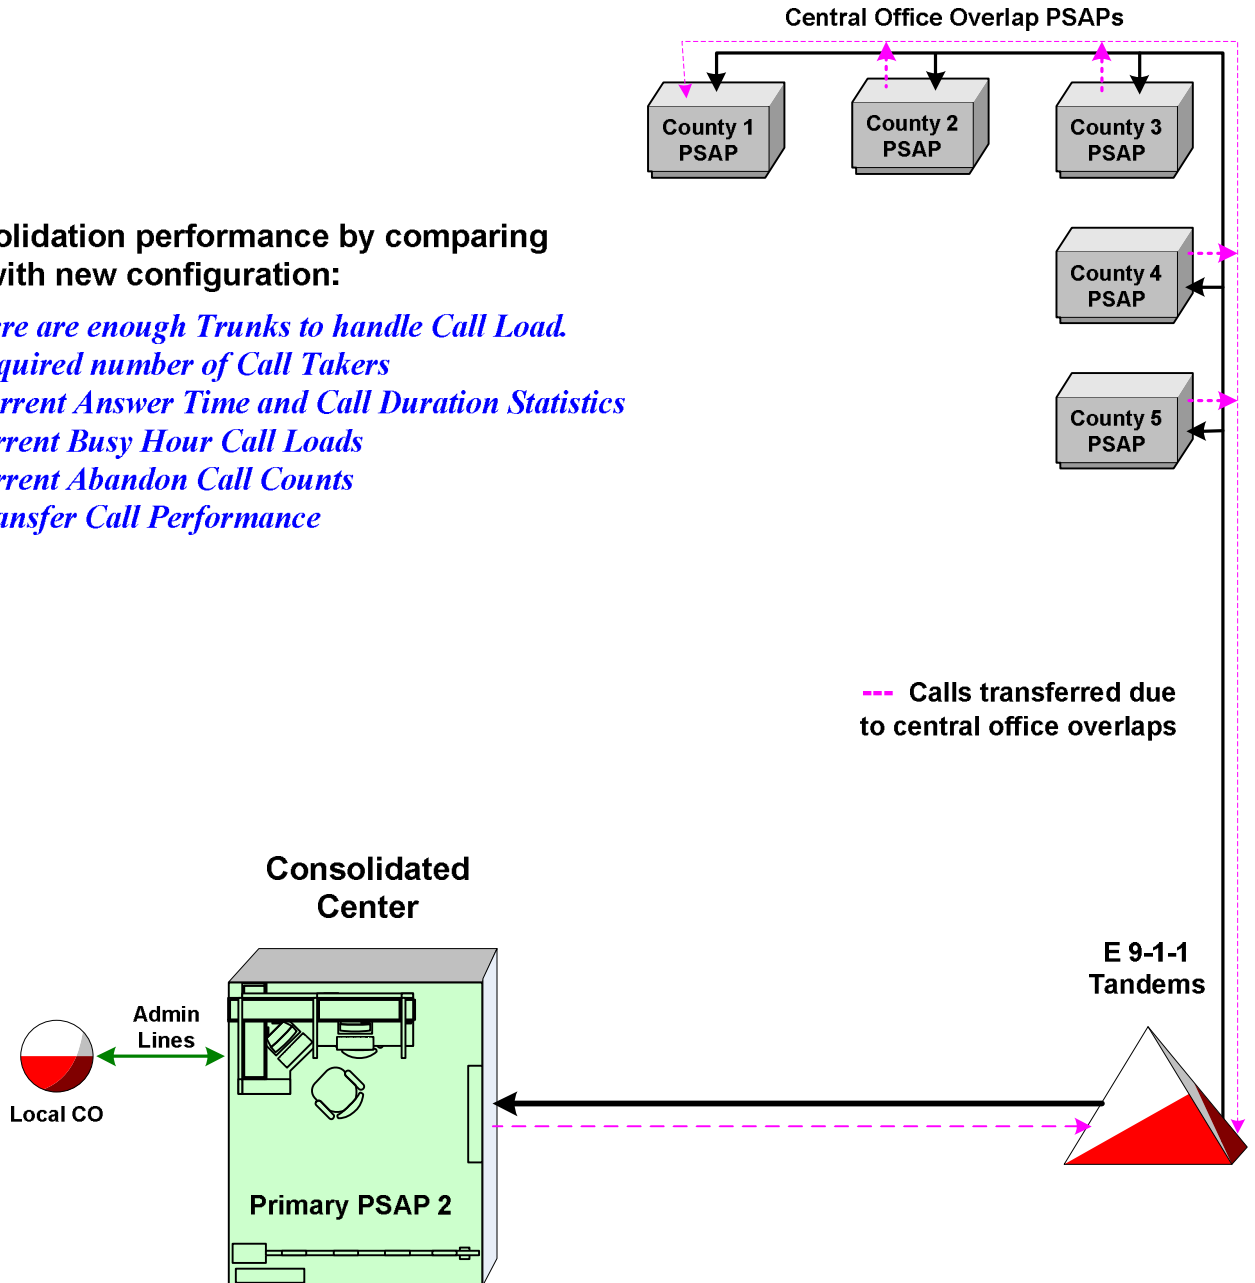 Central Office Overlap PSAPs
County 1
PSAP
County 2
PSAP
County 3
PSAP
olidation performance by comparing
with new configuration:
County 4
PSAP
ere are enough Trunks to handle Call Load.
quired number of Call Takers
rrent Answer Time and Call Duration Statistics
rrent Busy Hour Call Loads
rrent Abandon Call Counts
ansfer Call Performance
County 5
PSAP
--- Calls transferred due
to central office overlaps
Consolidated
Center
E 9-1-1
Tandems
Admin
Lines
Local CO
Primary PSAP 2